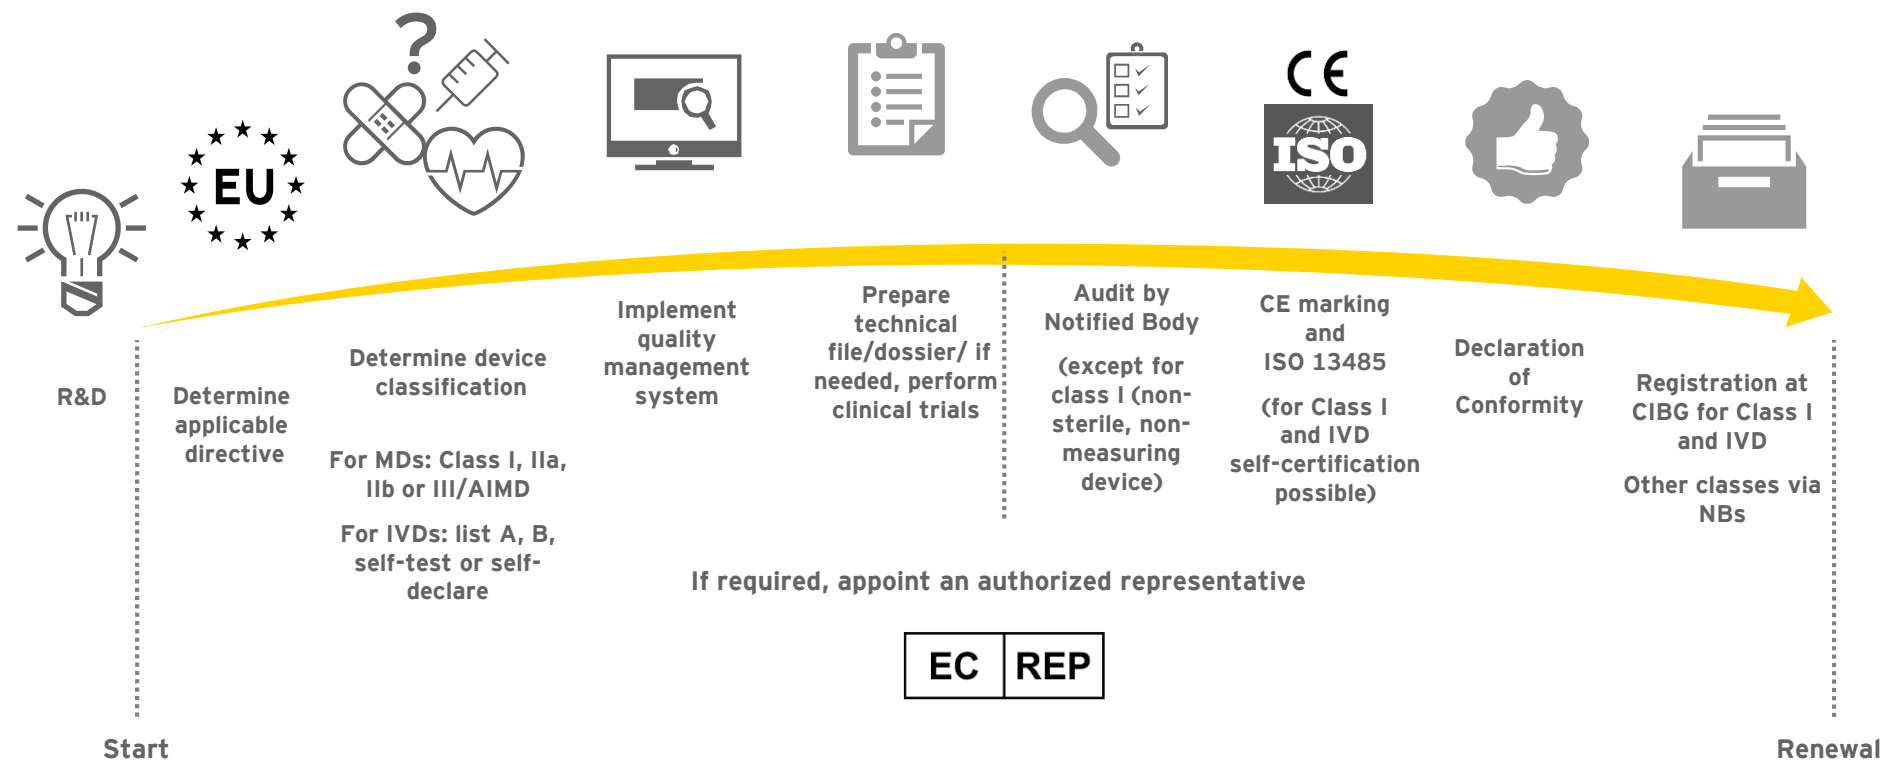 ?
EU
CE
ISO
R&D
Determine
applicable
directive
Determine device
classification
For MDs: Class I, IIa,
IIb or III/AIMD
For IVDs: list A, B,
self-test or self-
declare
Implement
quality
management
system
Prepare
technical
file/dossier/ if
needed, perform
clinical trials
Audit by
Notified Body
(except for
class I (non-
sterile, non-
measuring
device)
CE marking
and
ISO 13485
(for Class I
and IVD
self-certification
possible)
Declaration
of
Conformity
Registration at
CIBG for Class I
and IVD
Other classes via
NBs
If required, appoint an authorized representative
EC REP
Start
Renewal